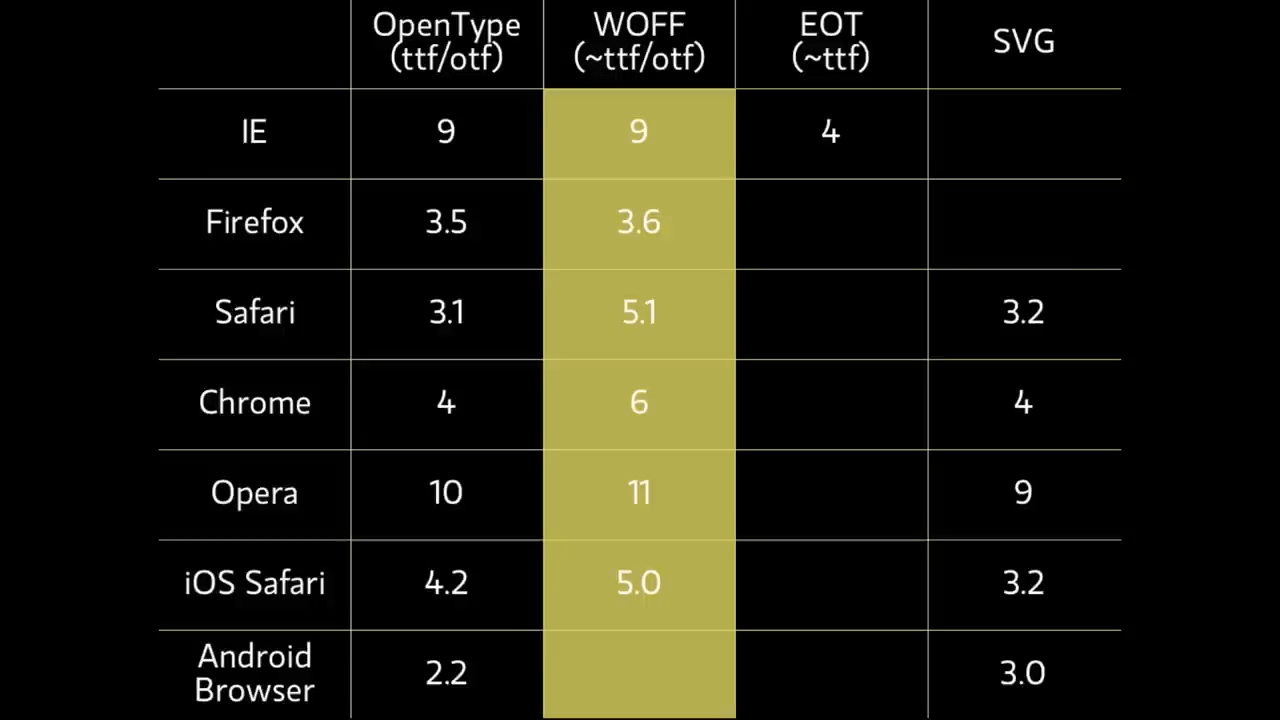 OpenType
(ttf/otf)
WOFF
(~ttf/otf)
EOT
(~ttf)
SVG
IE 9 9 4
Firefox 3.5 3.6
Safari 3.1 5.1 3.2
Chrome 4 6 4
Opera 10 11 9
iOS Safari 4.2 5.0 3.2
Android
Browser
2.2 3.0